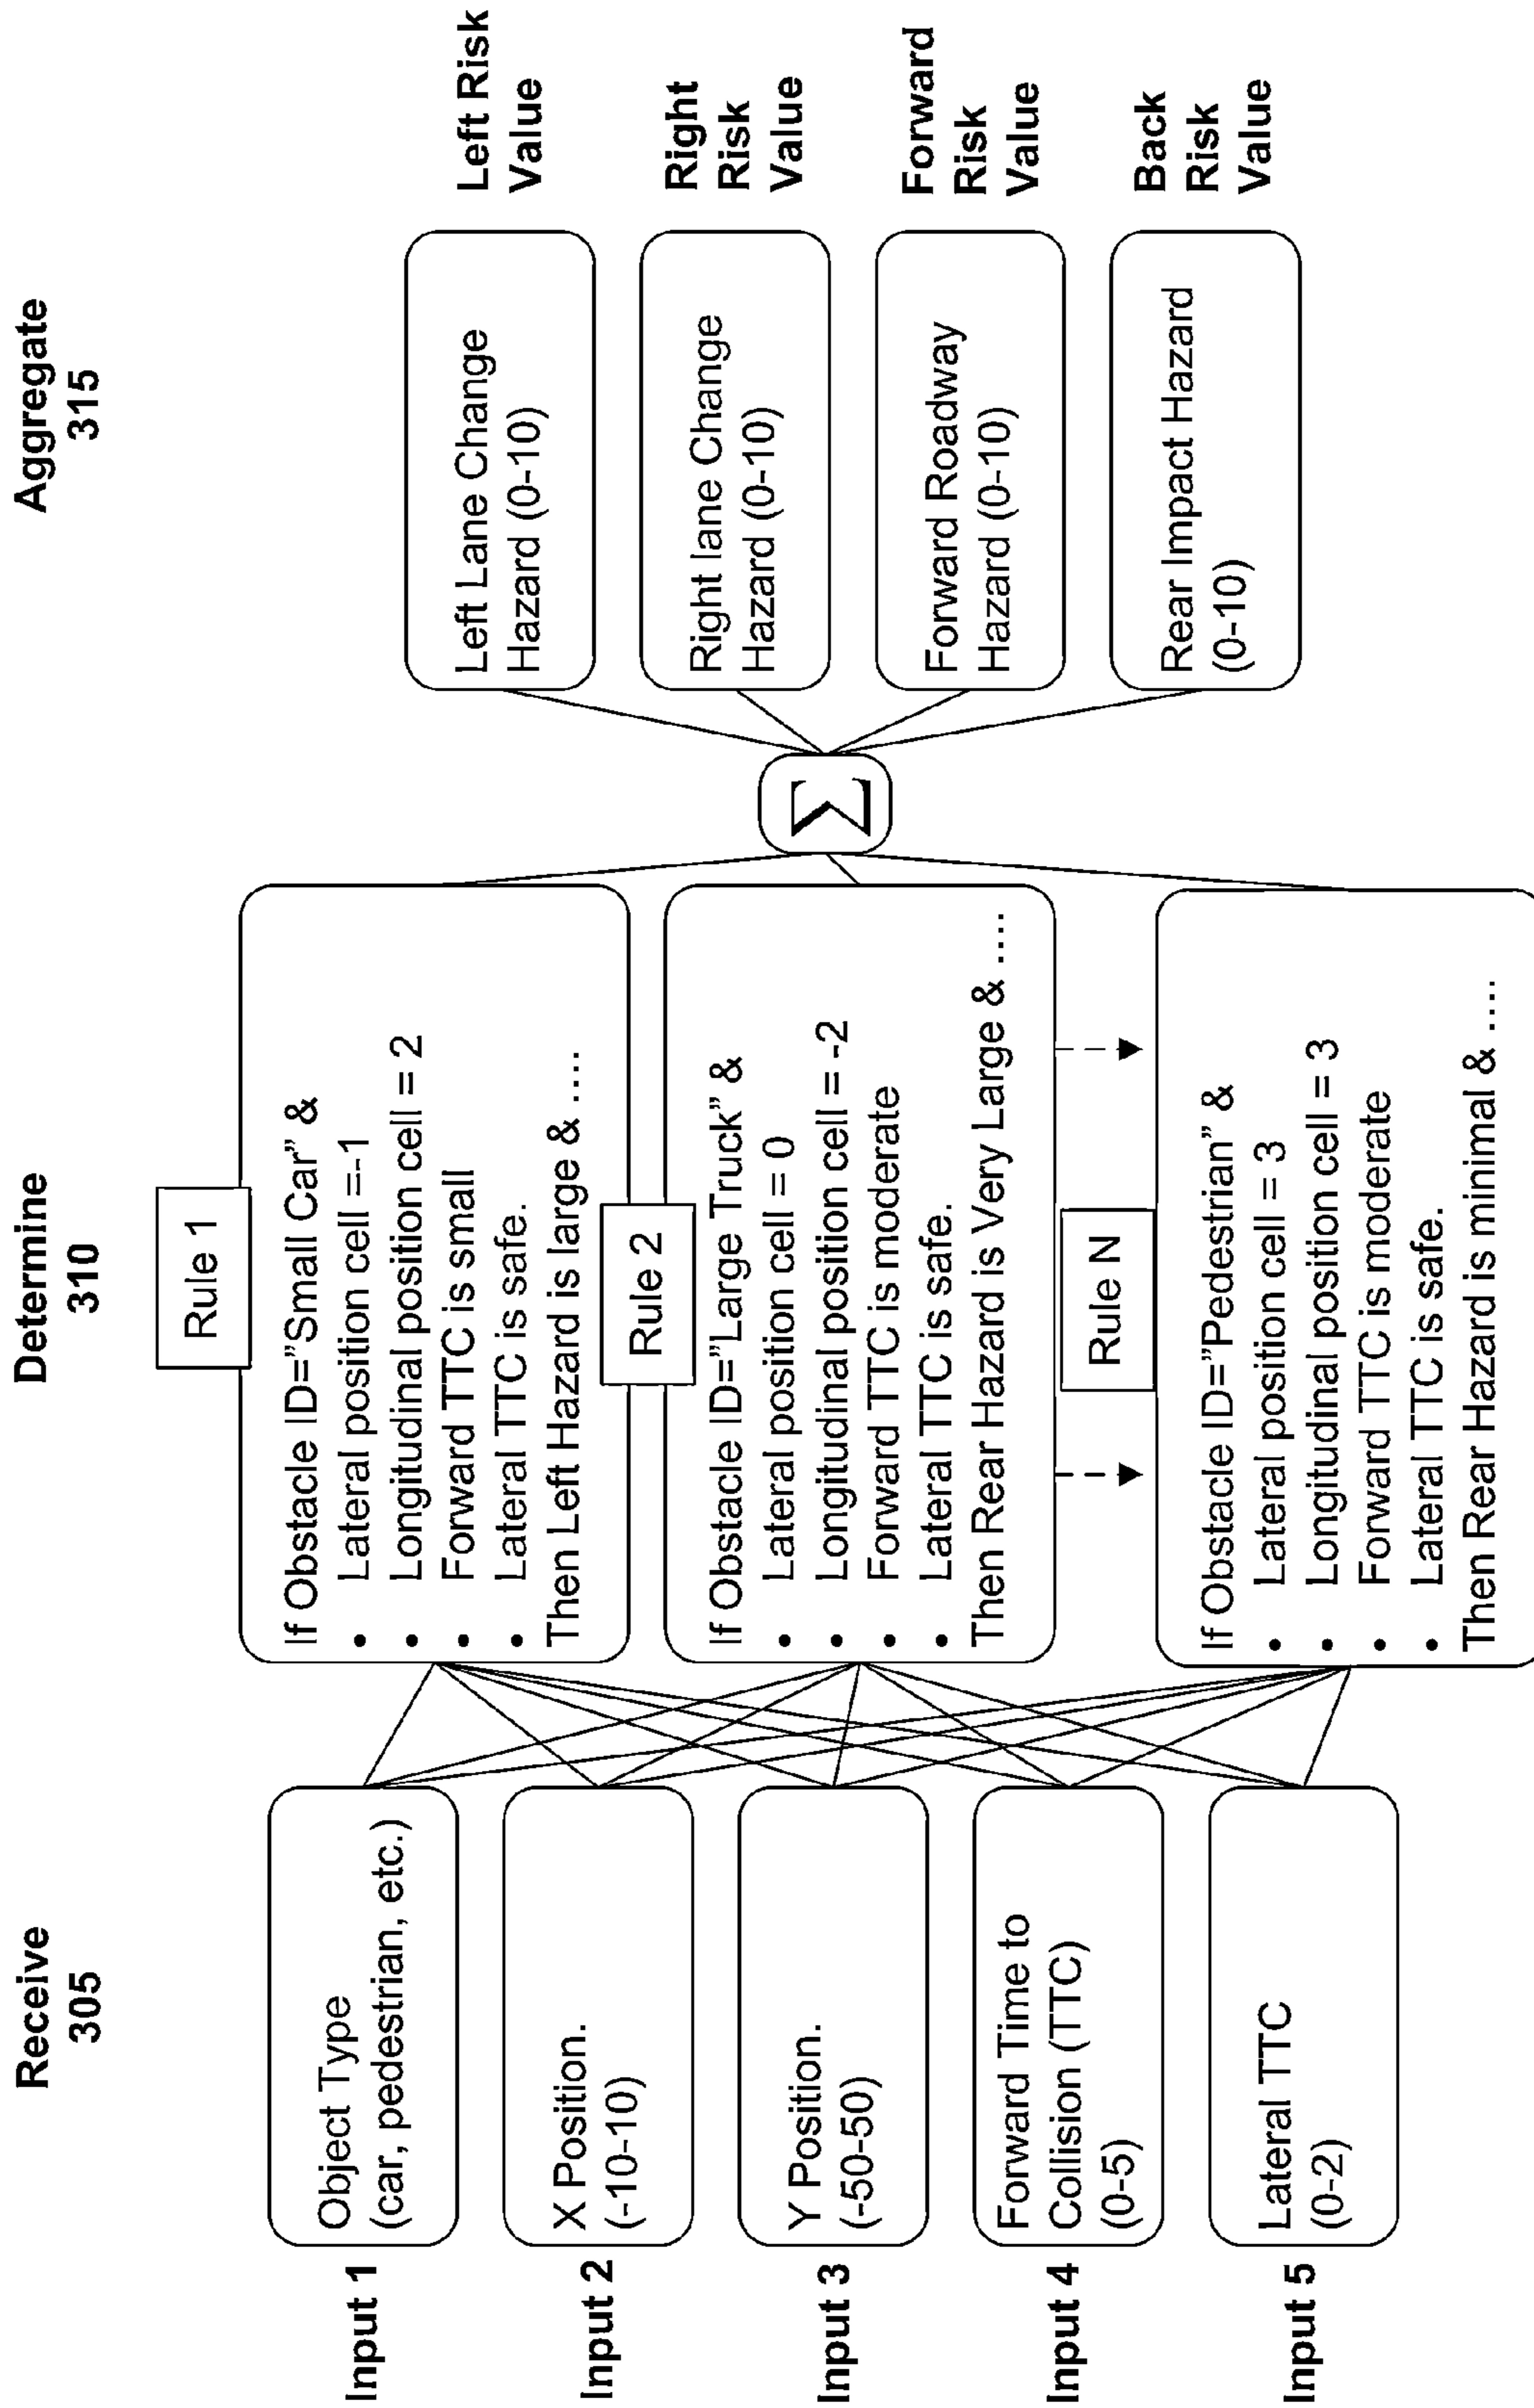 Receive
305
Determine
310
Aggregate
315
Input 1
Object Type
(car, pedestrian, etc.)
Input 2
X Position.
(-10-10)
Input 3
Y Position.
(-50-50)
Input 4
Forward Time to
Collision (TTC)
(0-5)
Input 5
Lateral TTC
(0-2)
Rule 1
If Obstacle ID="Small Car" &
• Lateral position cell =-1
• Longitudinal position cell = 2
• Forward TTC is small
• Lateral TTC is safe.
Then Left Hazard is large & ....
Rule 2
If Obstacle ID="Large Truck" &
• Lateral position cell = 0
• Longitudinal position cell = -2
• Forward TTC is moderate
• Lateral TTC is safe.
Then Rear Hazard is Very Large & ....
Rule N
If Obstacle ID="Pedestrian" &
• Lateral position cell = 3
• Longitudinal position cell = 3
• Forward TTC is moderate
• Lateral TTC is safe.
Then Rear Hazard is minimal & ....
Σ
Left Lane Change
Hazard (0-10)
Left Risk
Value
Right lane Change
Hazard (0-10)
Right
Risk
Value
Forward Roadway
Hazard (0-10)
Forward
Risk
Value
Rear Impact Hazard
(0-10)
Back
Risk
Value